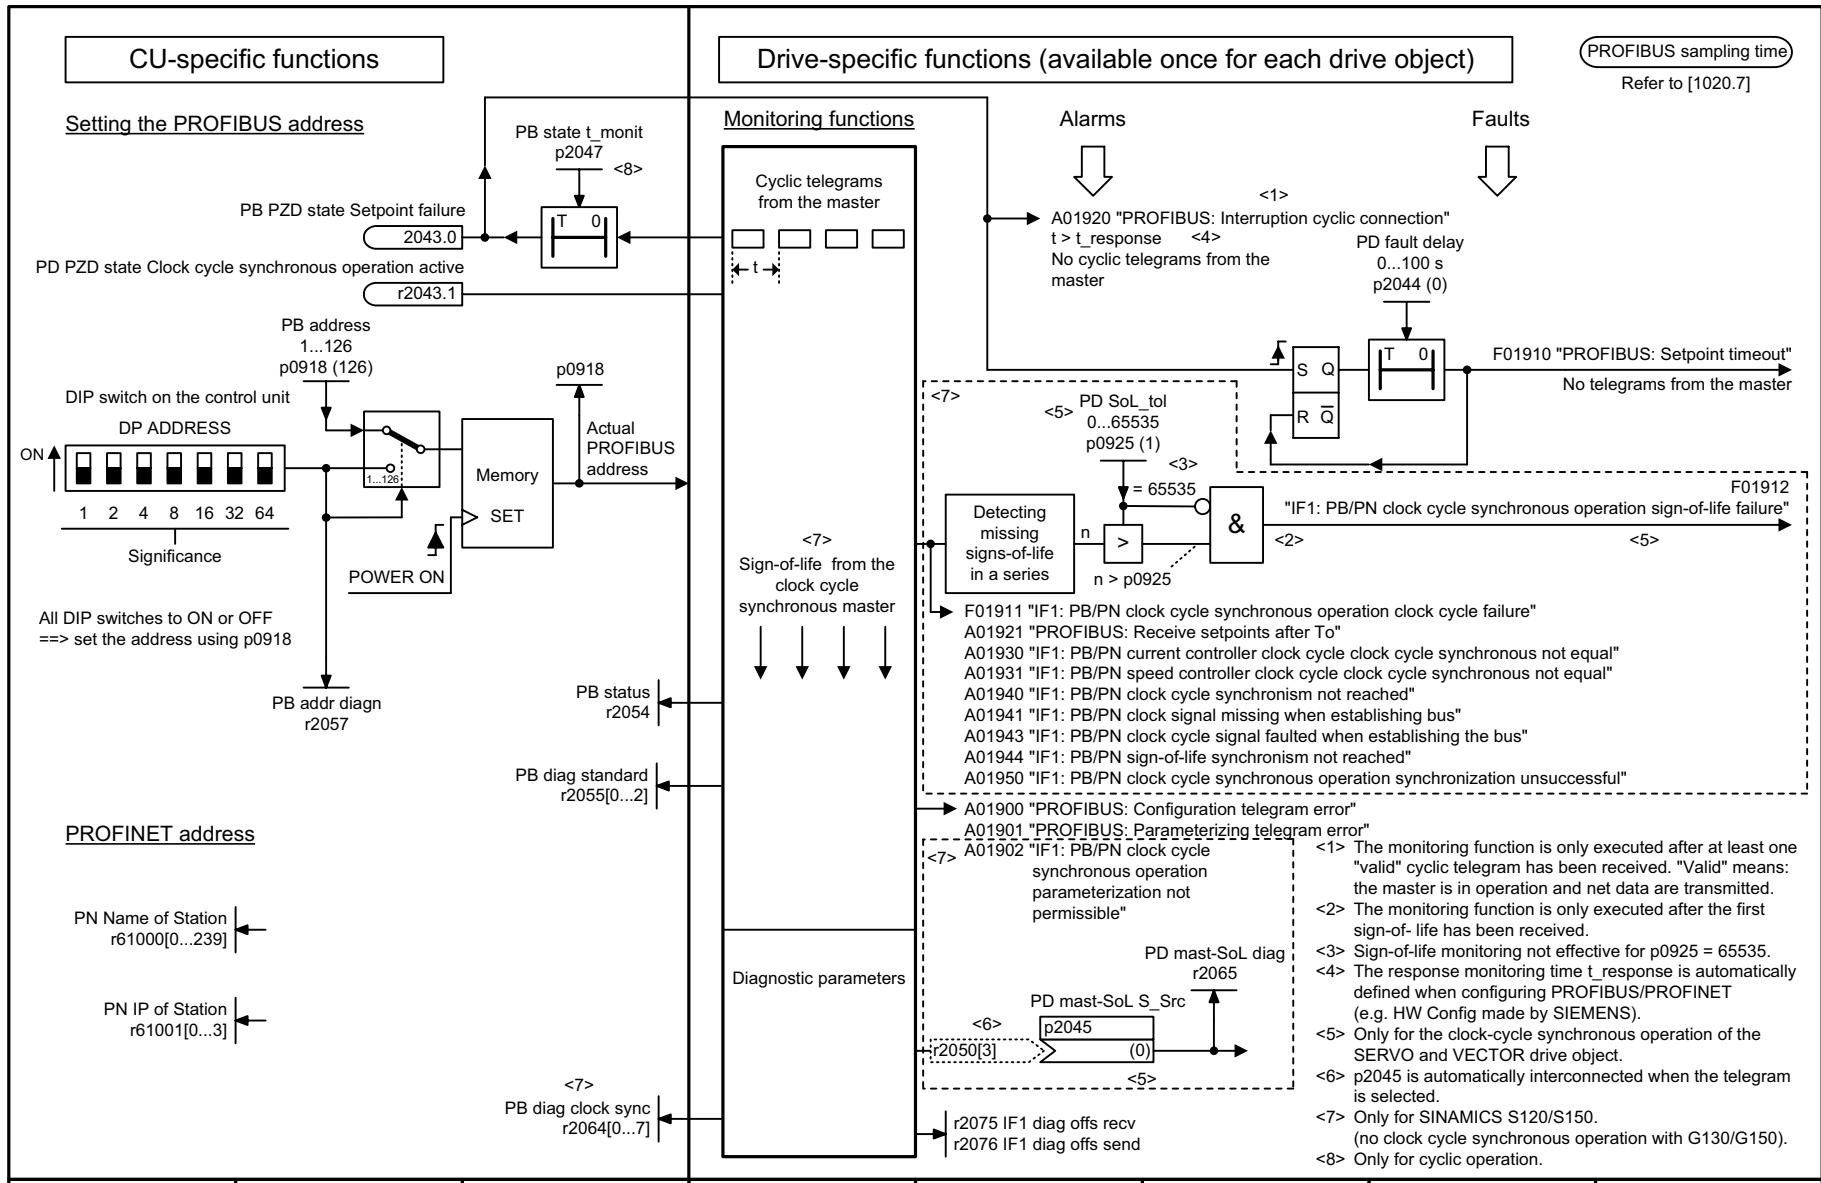 CU-specific functions
Drive-specific functions (available once for each drive object)
PROFIBUS sampling time
Refer to [1020.7]
Setting the PROFIBUS address
PB state t_monit
p2047
<8>
T 0
PB PZD state Setpoint failure
2043.0
PD PZD state Clock cycle synchronous operation active
r2043.1
PB address
1...126
p0918 (126)
p0918
DIP switch on the control unit
DP ADDRESS
ON
1 2 4 8 16 32 64
Significance
1...126
Memory
SET
POWER ON
Actual
PROFIBUS
address
All DIP switches to ON or OFF
==> set the address using p0918
PB addr diagn
r2057
PB status
r2054
PB diag standard
r2055[0...2]
PROFINET address
PN Name of Station
r61000[0...239]
PN IP of Station
r61001[0...3]
<7>
PB diag clock sync
r2064[0...7]
Monitoring functions
Cyclic telegrams
from the master
t
<7>
Sign-of-life from the
clock cycle
synchronous master
Diagnostic parameters
Alarms
Faults
<1>
A01920 "PROFIBUS: Interruption cyclic connection"
t > t_response <4>
No cyclic telegrams from the
master
PD fault delay
0...100 s
p2044 (0)
S Q
R Q
T 0
F01910 "PROFIBUS: Setpoint timeout"
No telegrams from the master
<7>
<5> PD SoL_tol
0...65535
p0925 (1)
<3>
= 65535
Detecting
missing
signs-of-life
in a series
n
>
n > p0925
&
F01912
"IF1: PB/PN clock cycle synchronous operation sign-of-life failure"
<2>
<5>
F01911 "IF1: PB/PN clock cycle synchronous operation clock cycle failure"
A01921 "PROFIBUS: Receive setpoints after To"
A01930 "IF1: PB/PN current controller clock cycle clock cycle synchronous not equal"
A01931 "IF1: PB/PN speed controller clock cycle clock cycle synchronous not equal"
A01940 "IF1: PB/PN clock cycle synchronism not reached"
A01941 "IF1: PB/PN clock signal missing when establishing bus"
A01943 "IF1: PB/PN clock cycle signal faulted when establishing the bus"
A01944 "IF1: PB/PN sign-of-life synchronism not reached"
A01950 "IF1: PB/PN clock cycle synchronous operation synchronization unsuccessful"
A01900 "PROFIBUS: Configuration telegram error"
A01901 "PROFIBUS: Parameterizing telegram error"
<7> A01902 "IF1: PB/PN clock cycle
synchronous operation
parameterization not
permissible"
PD mast-SoL diag
r2065
PD mast-SoL S_Src
<6>
p2045
r2050[3]
(0)
<5>
r2075 IF1 diag offs recv
r2076 IF1 diag offs send
<1> The monitoring function is only executed after at least one
"valid" cyclic telegram has been received. "Valid" means:
the master is in operation and net data are transmitted.
<2> The monitoring function is only executed after the first
sign-of- life has been received.
<3> Sign-of-life monitoring not effective for p0925 = 65535.
<4> The response monitoring time t_response is automatically
defined when configuring PROFIBUS/PROFINET
(e.g. HW Config made by SIEMENS).
<5> Only for the clock-cycle synchronous operation of the
SERVO and VECTOR drive object.
<6> p2045 is automatically interconnected when the telegram
is selected.
<7> Only for SINAMICS S120/S150.
(no clock cycle synchronous operation with G130/G150).
<8> Only for cyclic operation.